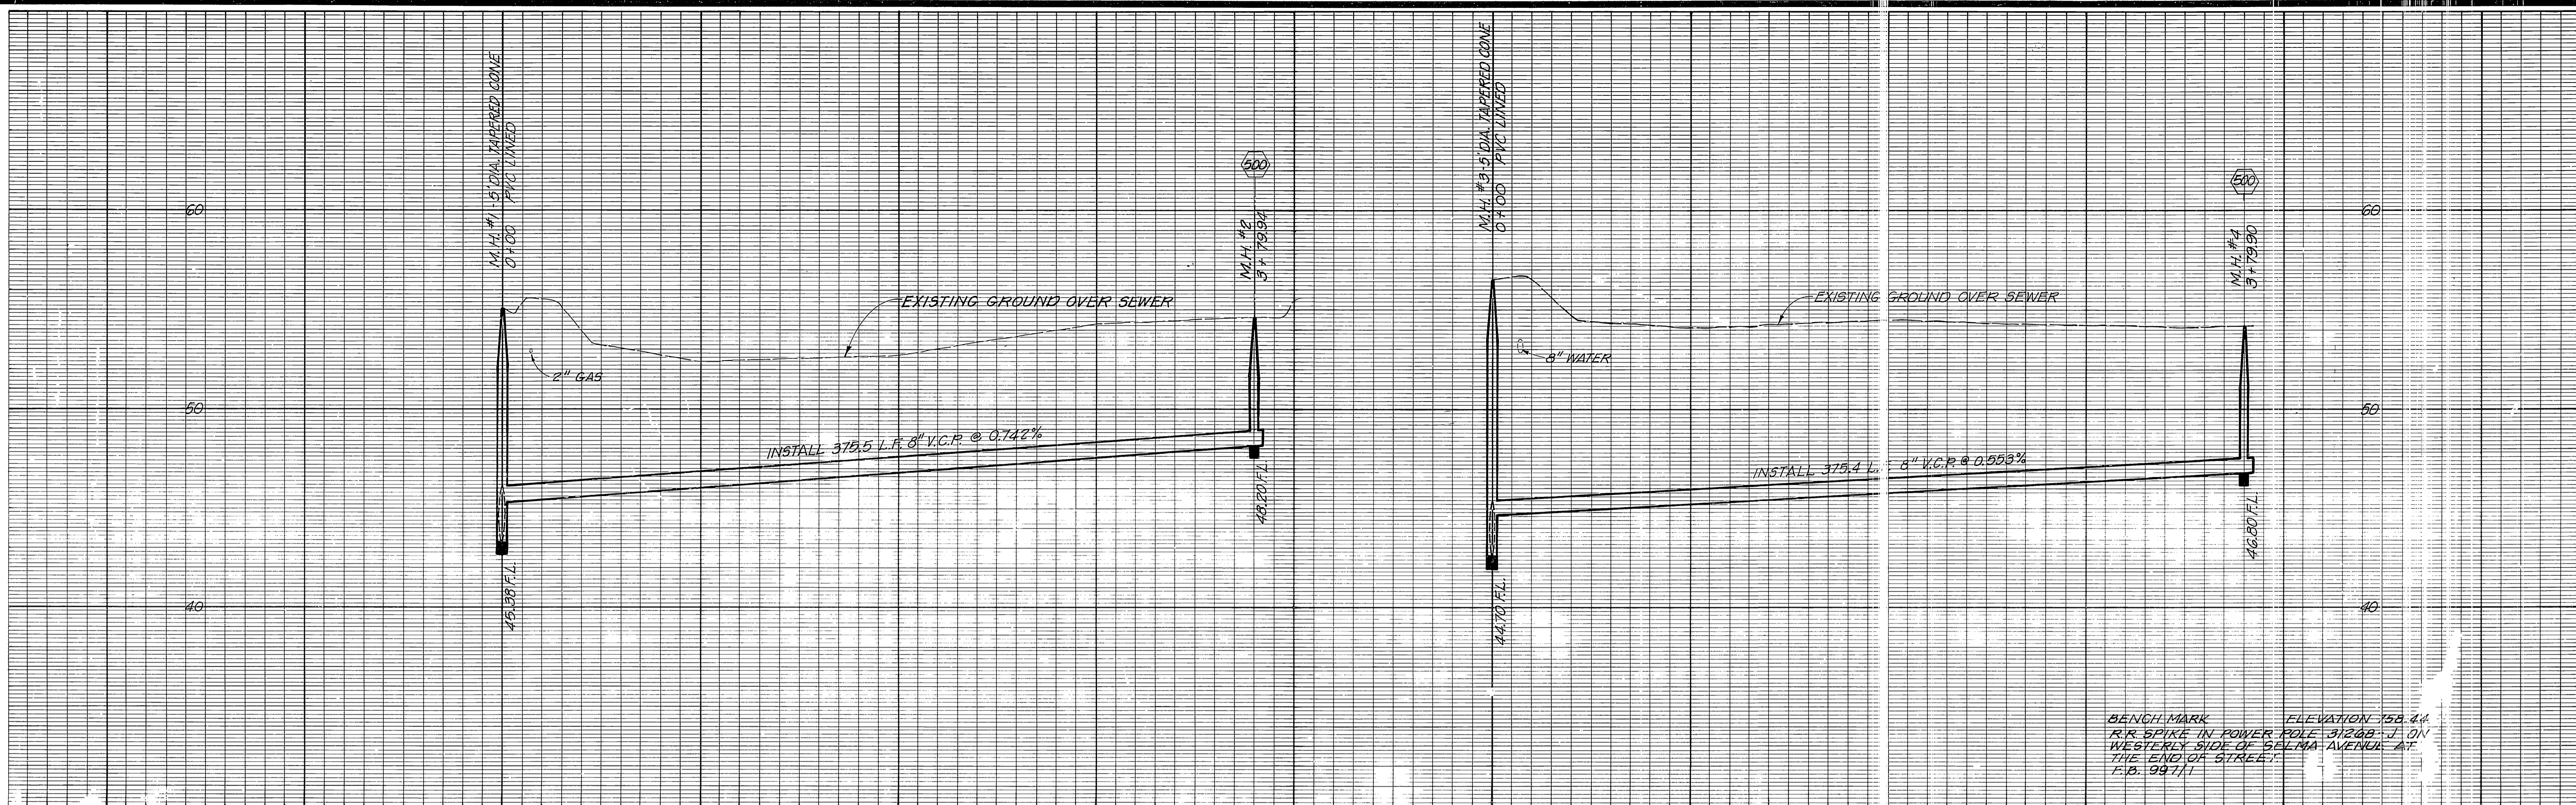 M.H. #1 - 5' DIA. TAPERED CONE
0+00 PVC LINED
500
M.H. #2
3+79.94
60
50
40
EXISTING GROUND OVER SEWER
2" GAS
INSTALL 375.5 L.F. 8" V.C.P. @ 0.742%
45.38 F.L.
48.20 F.L.
M.H. #3 - 5' DIA. TAPERED CONE
0+00 PVC LINED
500
M.H. #4
3+79.90
60
50
40
EXISTING GROUND OVER SEWER
8" WATER
INSTALL 375.4 L. 8" V.C.P. @ 0.553%
44.70 F.L.
46.80 F.L.
BENCH MARK ELEVATION 758.44
R.R SPIKE IN POWER POLE 31268-J ON
WESTERLY SIDE OF SELMA AVENUE AT
THE END OF STREET.
F.B. 997/1